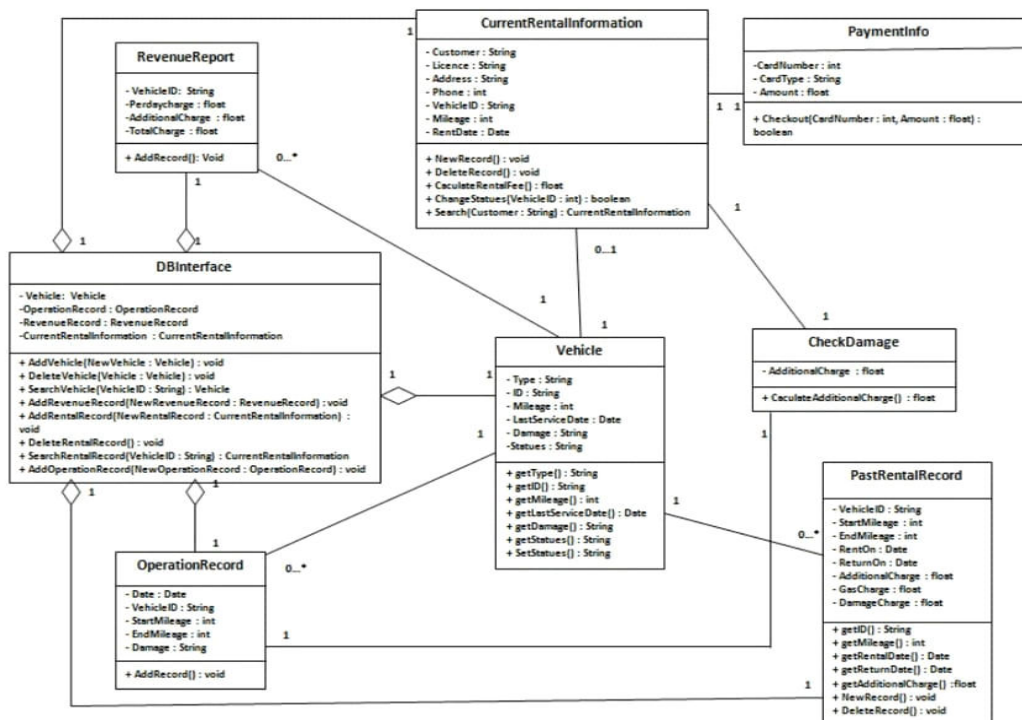 CurrentRentalInformation
- Customer : String
- Licence : String
- Address : String
- Phone : int
- VehicleID : String
- Mileage : int
- RentDate : Date
+ NewRecord() : void
+ DeleteRecord() : void
+ CaculateRentalFee() : float
+ ChangeStatues(VehicleID : int) : boolean
+ Search(Customer : String) : CurrentRentalInformation
PaymentInfo
-CardNumber : int
- CardType : String
- Amount : float
+ Checkout(CardNumber : int, Amount : float) :
boolean
RevenueReport
- VehicleID: String
-Perdaycharge : float
-AdditionalCharge : float
-TotalCharge : float
+ AddRecord(): Void
1
1
1
0...*
1
1
0...1
1
1
1
1
1
1
DBInterface
- Vehicle: Vehicle
-OperationRecord : OperationRecord
-RevenueRecord : RevenueRecord
-CurrentRentalInformation : CurrentRentalInformation
+ AddVehicle(NewVehicle : Vehicle) : void
+ DeleteVehicle(Vehicle : Vehicle) : void
+ SearchVehicle(VehicleID : String) : Vehicle
+ AddRevenueRecord(NewRevenueRecord : RevenueRecord) : void
+ AddRentalRecord(NewRentalRecord : CurrentRentalInformation) :
void
+ DeleteRentalRecord() : void
+ SearchRentalRecord(VehicleID : String) : CurrentRentalInformation
+ AddOperationRecord(NewOperationRecord : OperationRecord) : void
Vehicle
- Type : String
- ID : String
- Mileage : int
- LastServiceDate : Date
- Damage : String
-Statues : String
+ getType() : String
+ getID() : String
+ getMileage() : int
+ getLastServiceDate() : Date
+ getDamage() : String
+ getStatues() : String
+ SetStatues() : String
CheckDamage
- AdditionalCharge : float
+ CaculateAdditionalCharge() : float
1
1
1
1
1
1
1
0...*
1
0...*
1
1
OperationRecord
- Date : Date
- VehicleID : String
- StartMileage : int
- EndMileage : int
- Damage : String
+ AddRecord() : void
PastRentalRecord
- VehicleID : String
- StartMileage : int
- EndMileage : int
- RentOn : Date
- ReturnOn : Date
- AdditionalCharge : float
- GasCharge : float
- DamageCharge : float
+ getID() : String
+ getMileage() : int
+ getRentalDate() : Date
+ getReturnDate() : Date
+ getAdditionalCharge() :float
+ NewRecord() : void
+ DeleteRecord() : void